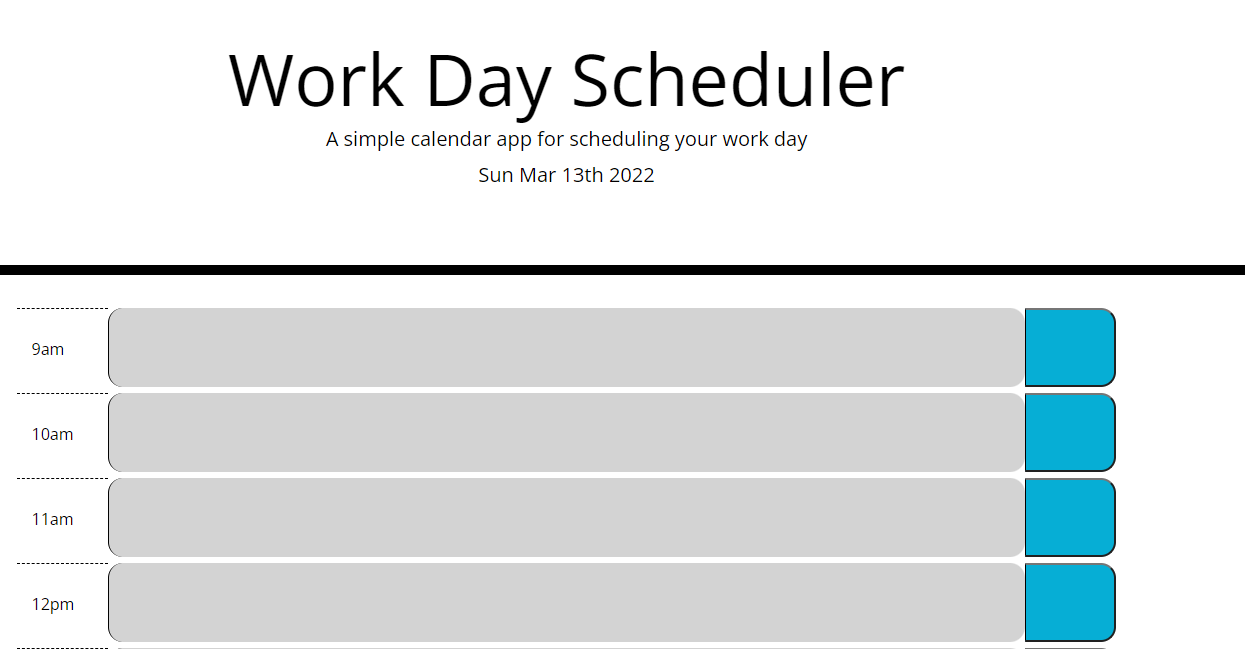 Work Day Scheduler
A simple calendar app for scheduling your work day
Sun Mar 13th 2022
9am
10am
11am
12pm